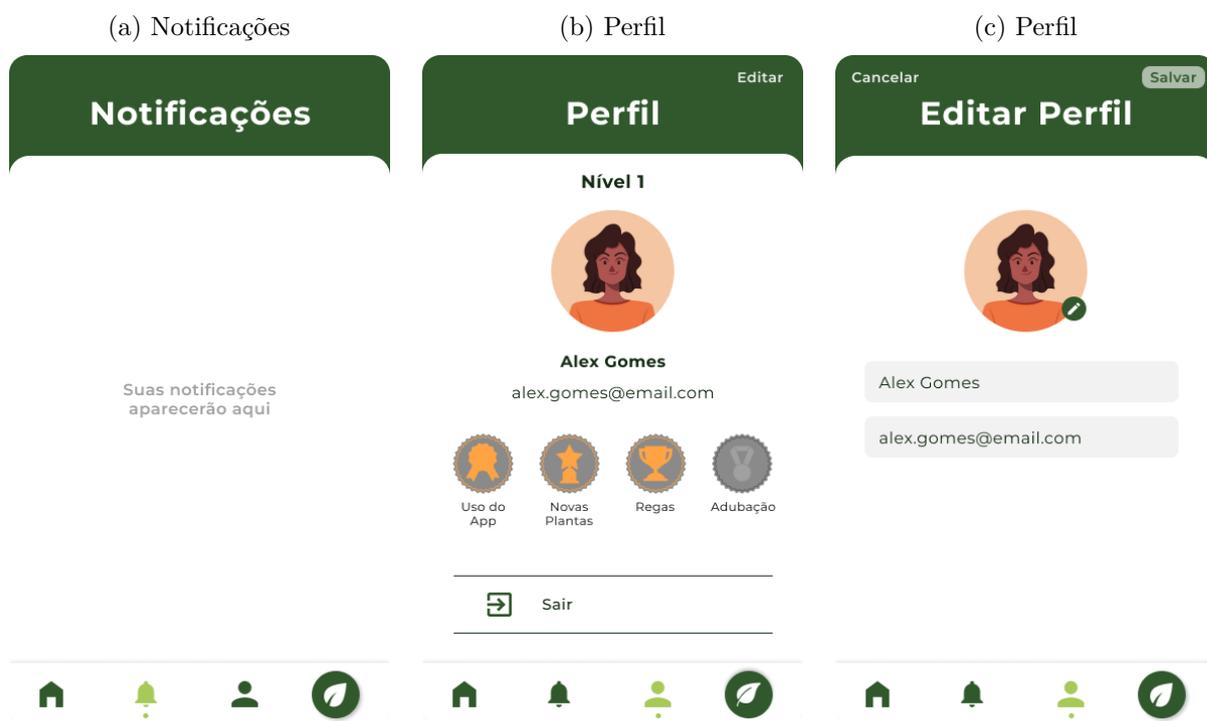 (a) Notificações
Notificações
Suas notificações
aparecerão aqui
(b) Perfil
Editar
Perfil
Nível 1
Alex Gomes
alex.gomes@email.com
Uso do
App
Novas
Plantas
Regas
Adubação
Sair
(c) Perfil
Cancelar
Salvar
Editar Perfil
Alex Gomes
alex.gomes@email.com